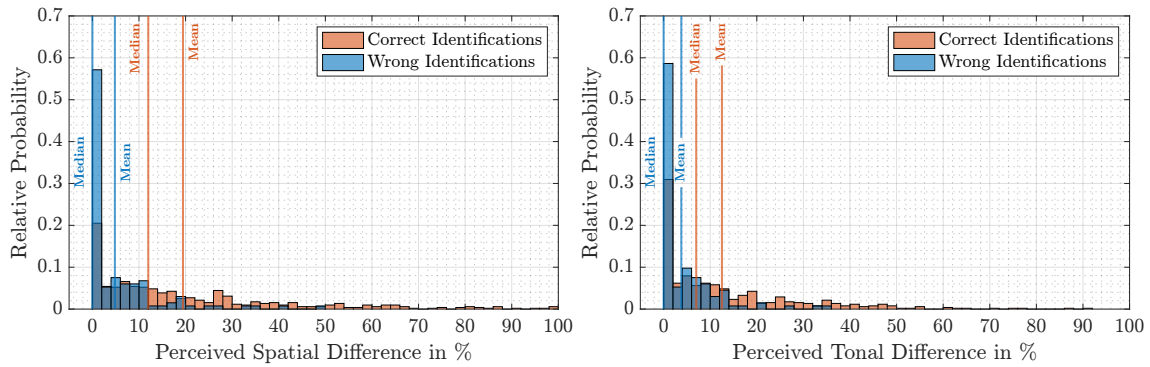 0.7
0.6
0.5
0.4
0.3
0.2
0.1
0
Relative Probability
Median
Mean
Median
Mean
Correct Identifications
Wrong Identifications
0 10 20 30 40 50 60 70 80 90 100
Perceived Spatial Difference in %
0.7
0.6
0.5
0.4
0.3
0.2
0.1
0
Relative Probability
Median
Mean
Median
Mean
Correct Identifications
Wrong Identifications
0 10 20 30 40 50 60 70 80 90 100
Perceived Tonal Difference in %